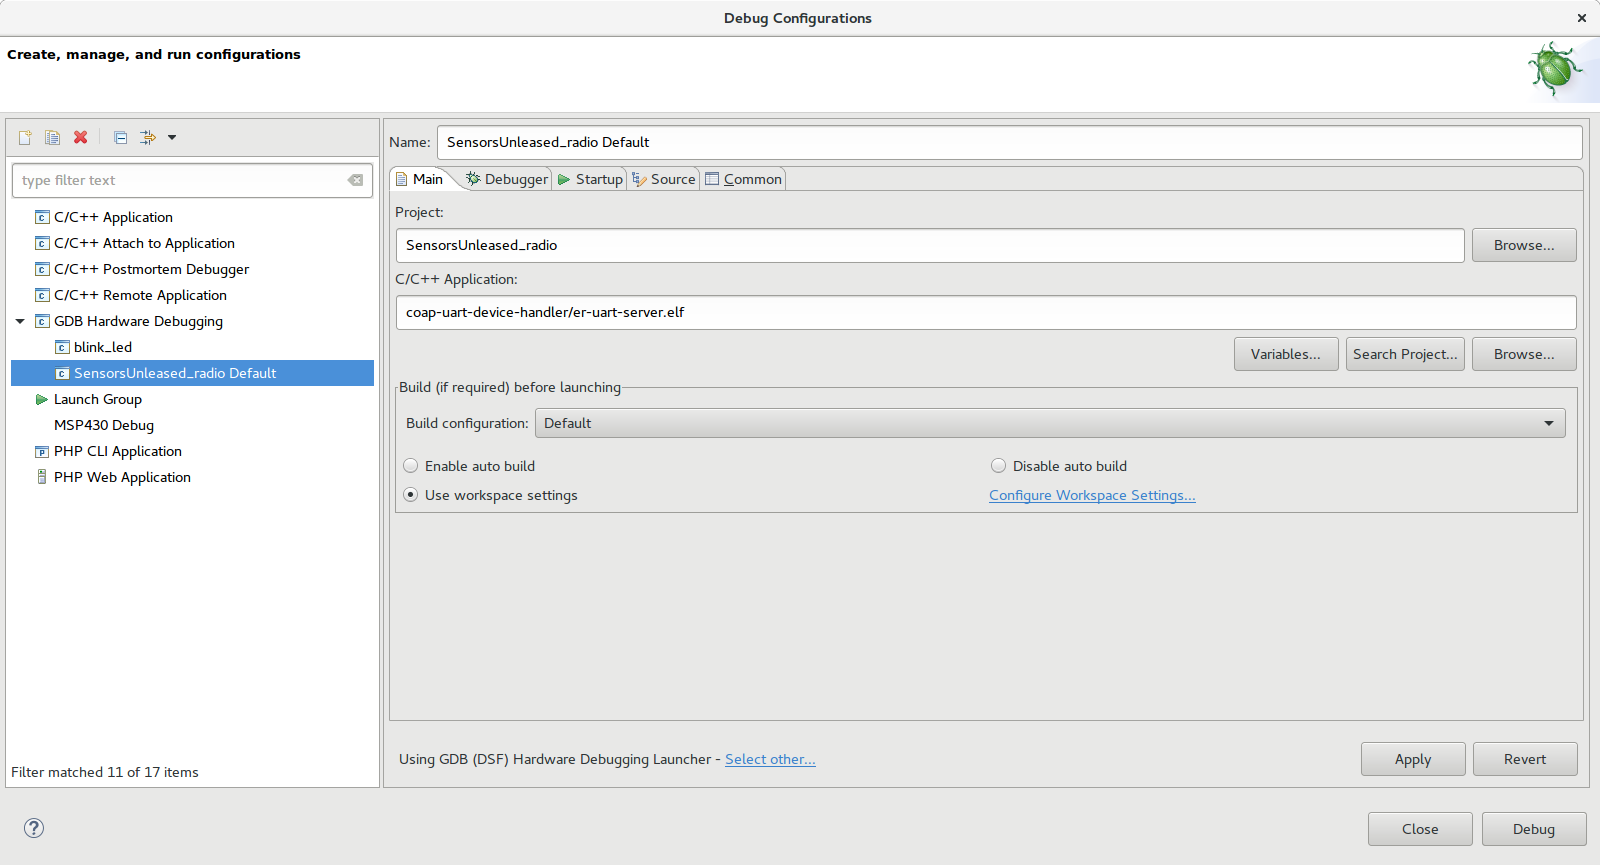 Debug Configurations
Create, manage, and run configurations
type filter text
C/C++ Application
C/C++ Attach to Application
C/C++ Postmortem Debugger
C/C++ Remote Application
GDB Hardware Debugging
blink_led
SensorsUnleased_radio Default
Launch Group
MSP430 Debug
PHP CLI Application
PHP Web Application
Filter matched 11 of 17 items
Name: SensorsUnleased_radio Default
Main Debugger Startup Source Common
Project:
SensorsUnleased_radio Browse...
C/C++ Application:
coap-uart-device-handler/er-uart-server.elf
Variables... Search Project... Browse...
Build (if required) before launching
Build configuration: Default
Enable auto build Disable auto build
Use workspace settings Configure Workspace Settings...
Using GDB (DSF) Hardware Debugging Launcher - Select other... Apply Revert
Close Debug